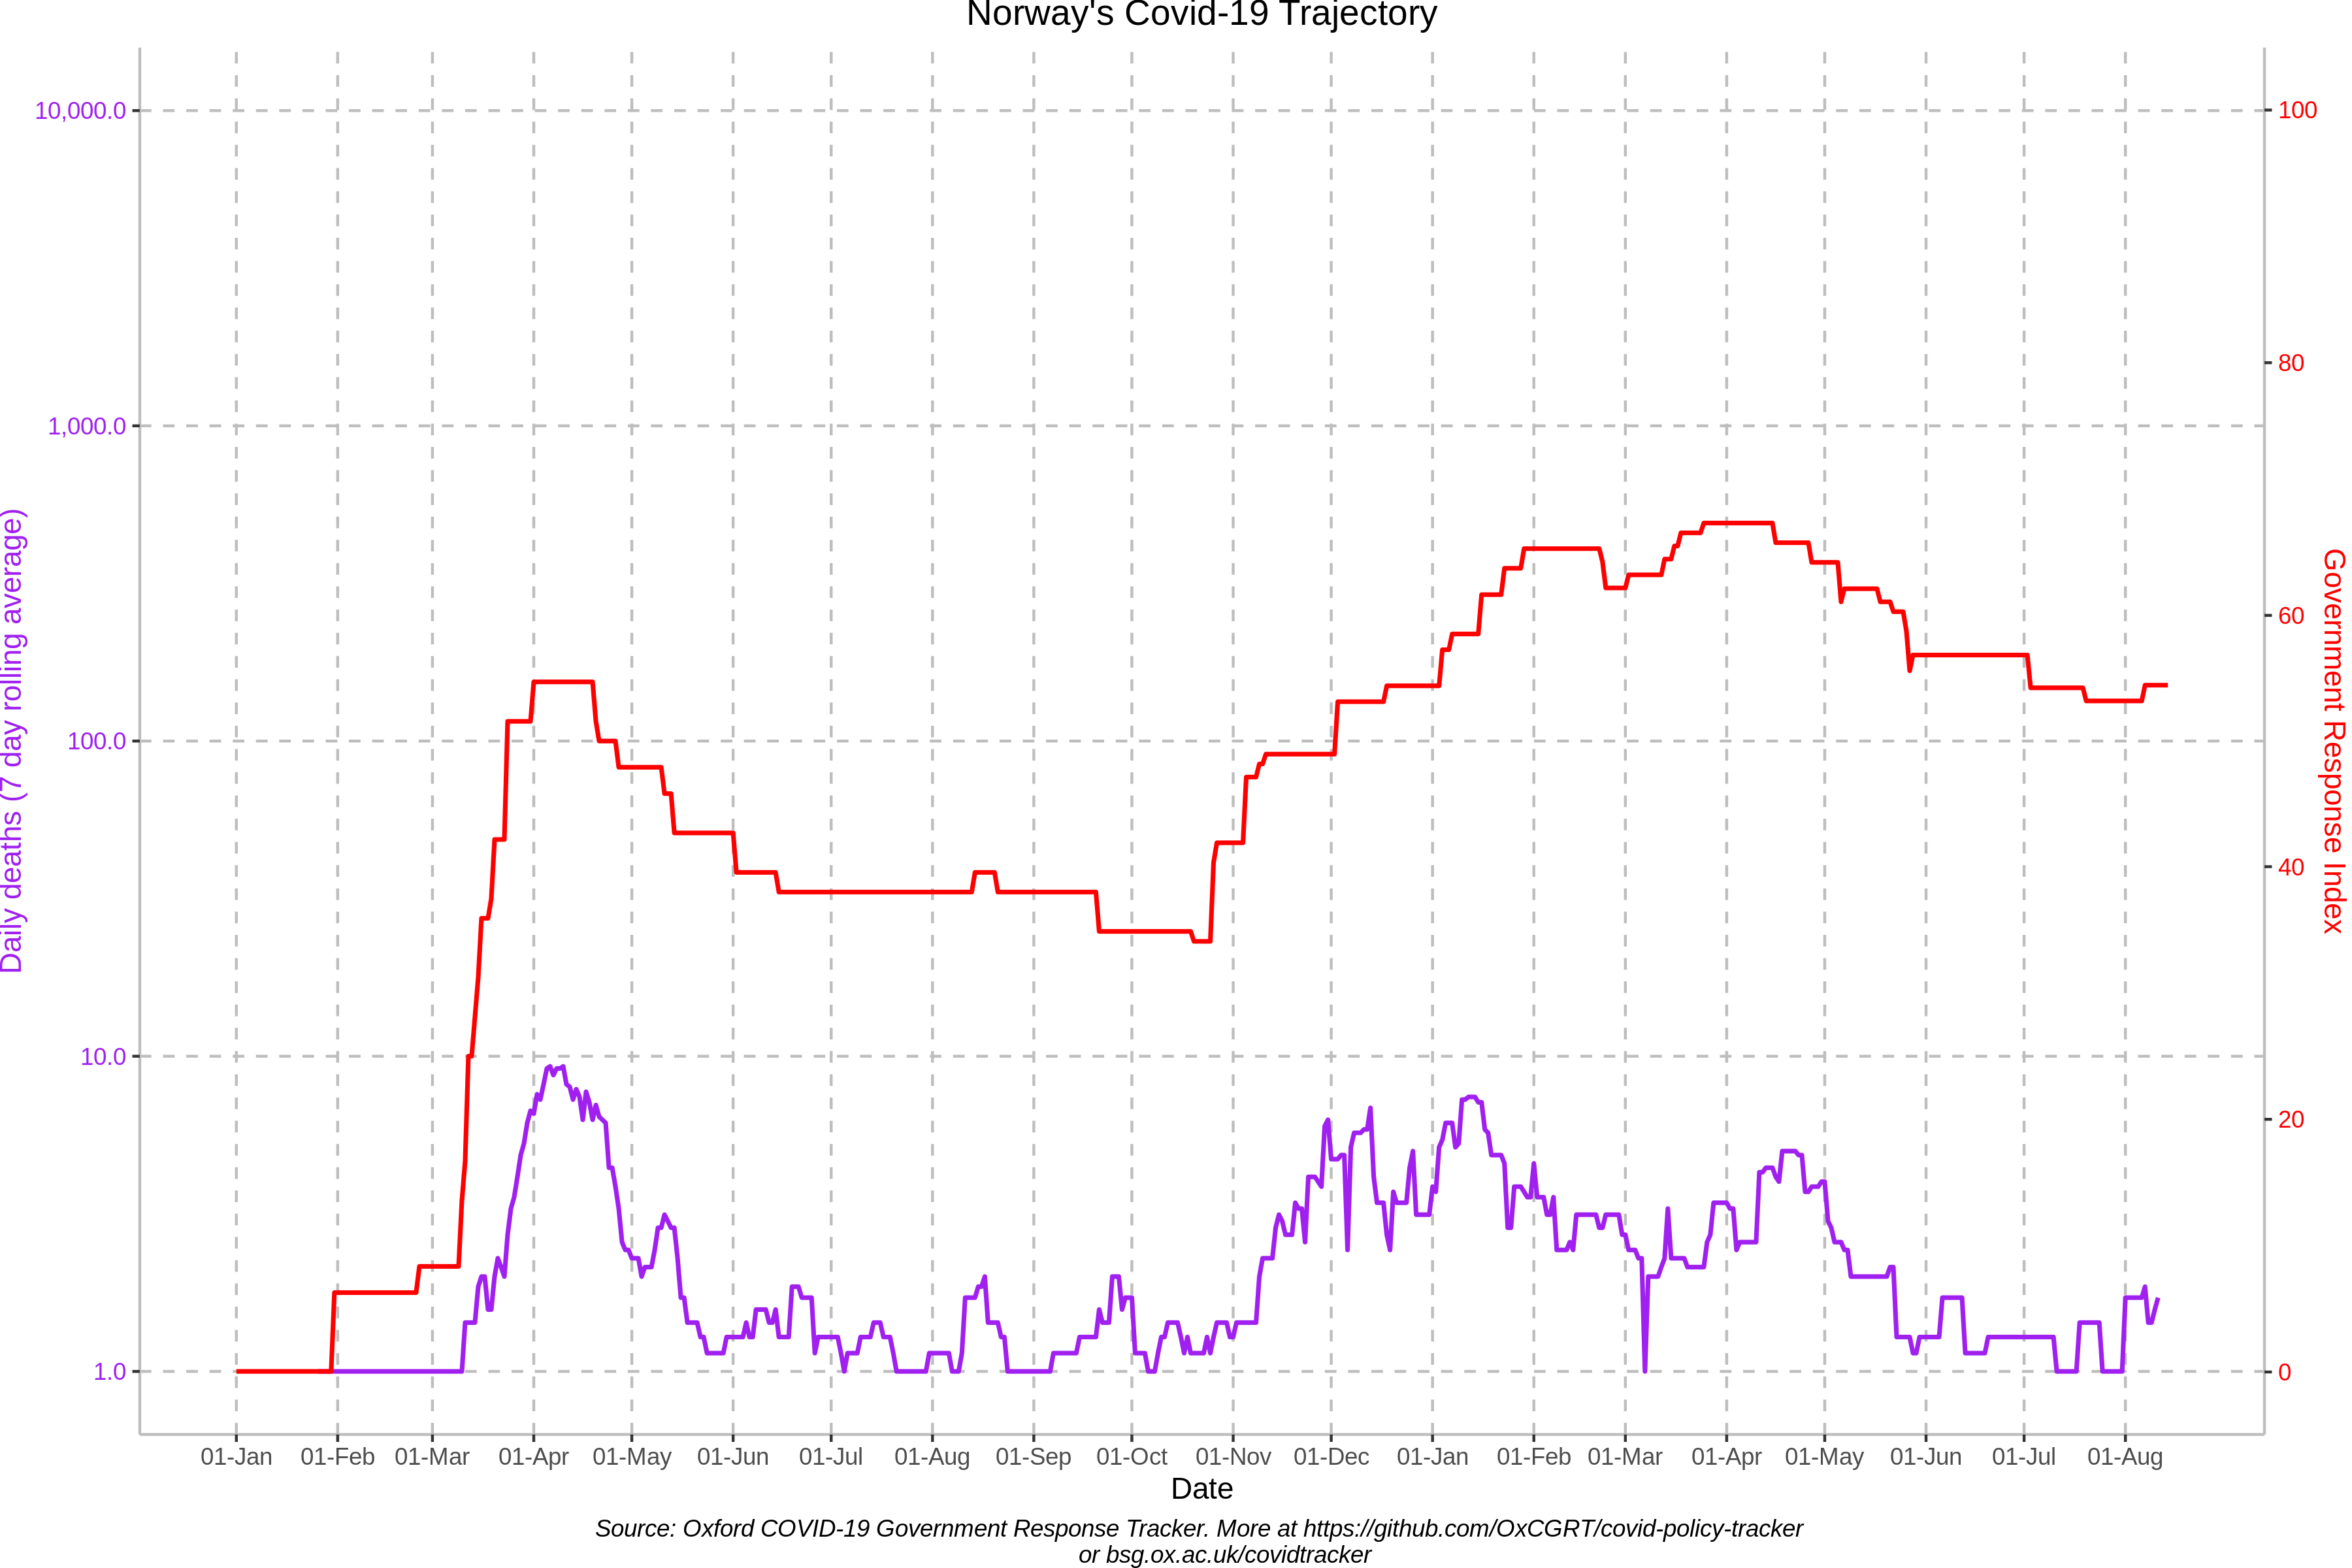 Norway's Covid-19 Trajectory
10,000.0
1,000.0
100.0
10.0
1.0
Daily deaths (7 day rolling average)
100
80
60
40
20
0
Government Response Index
01-Jan 01-Feb 01-Mar 01-Apr 01-May 01-Jun 01-Jul 01-Aug 01-Sep 01-Oct 01-Nov 01-Dec 01-Jan 01-Feb 01-Mar 01-Apr 01-May 01-Jun 01-Jul 01-Aug
Date
Source: Oxford COVID-19 Government Response Tracker. More at https://github.com/OxCGRT/covid-policy-tracker
or bsg.ox.ac.uk/covidtracker